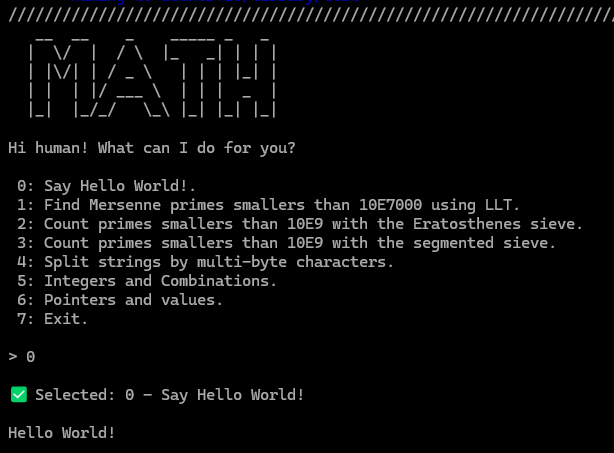 ////////////////////////////////////////////////////////////////////
MATH
Hi human! What can I do for you?
0: Say Hello World!.
1: Find Mersenne primes smallers than 10E7000 using LLT.
2: Count primes smallers than 10E9 with the Eratosthenes sieve.
3: Count primes smallers than 10E9 with the segmented sieve.
4: Split strings by multi-byte characters.
5: Integers and Combinations.
6: Pointers and values.
7: Exit.
> 0
✅ Selected: 0 - Say Hello World!
Hello World!